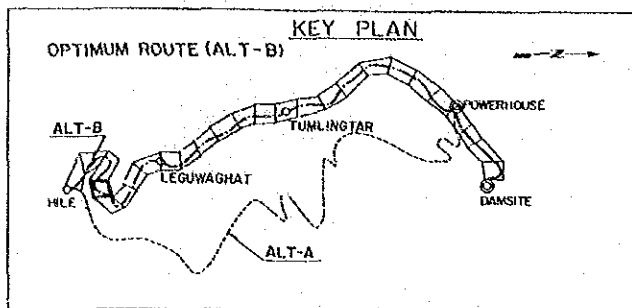 KEY PLAN
OPTIMUM ROUTE (ALT-B)
Z
POWERHOUSE
TUMLINGTAR
ALT-B
LEGUWAGHAT
HILE
DAMSITE
ALT-A